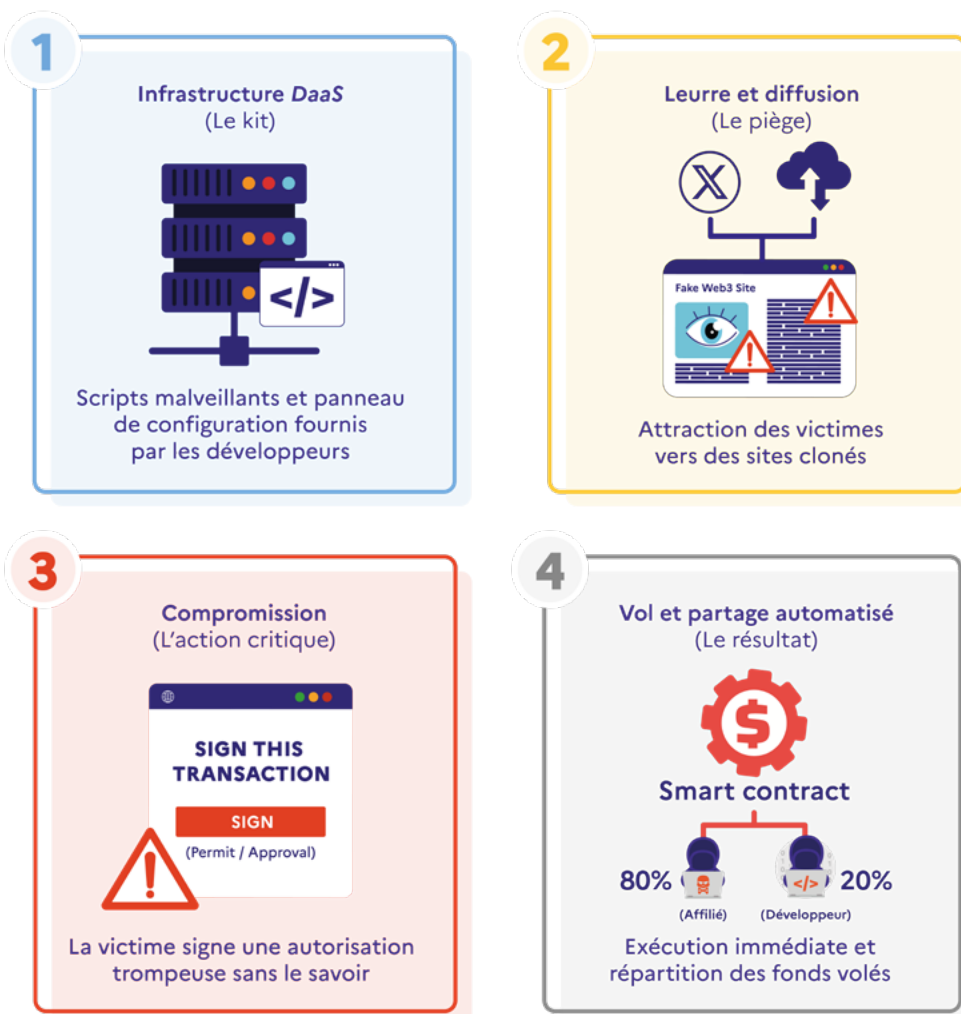 1
Infrastructure DaaS
(Le kit)
</>
Scripts malveillants et panneau
de configuration fournis
par les développeurs
2
Leurre et diffusion
(Le piège)
X
Fake Web3 Site
Attraction des victimes
vers des sites clonés
3
Compromission
(L'action critique)
SIGN THIS
TRANSACTION
SIGN
(Permit / Approval)
La victime signe une autorisation
trompeuse sans le savoir
4
Vol et partage automatisé
(Le résultat)
$
Smart contract
80% </> 20%
(Affilié) (Développeur)
Exécution immédiate et
répartition des fonds volés